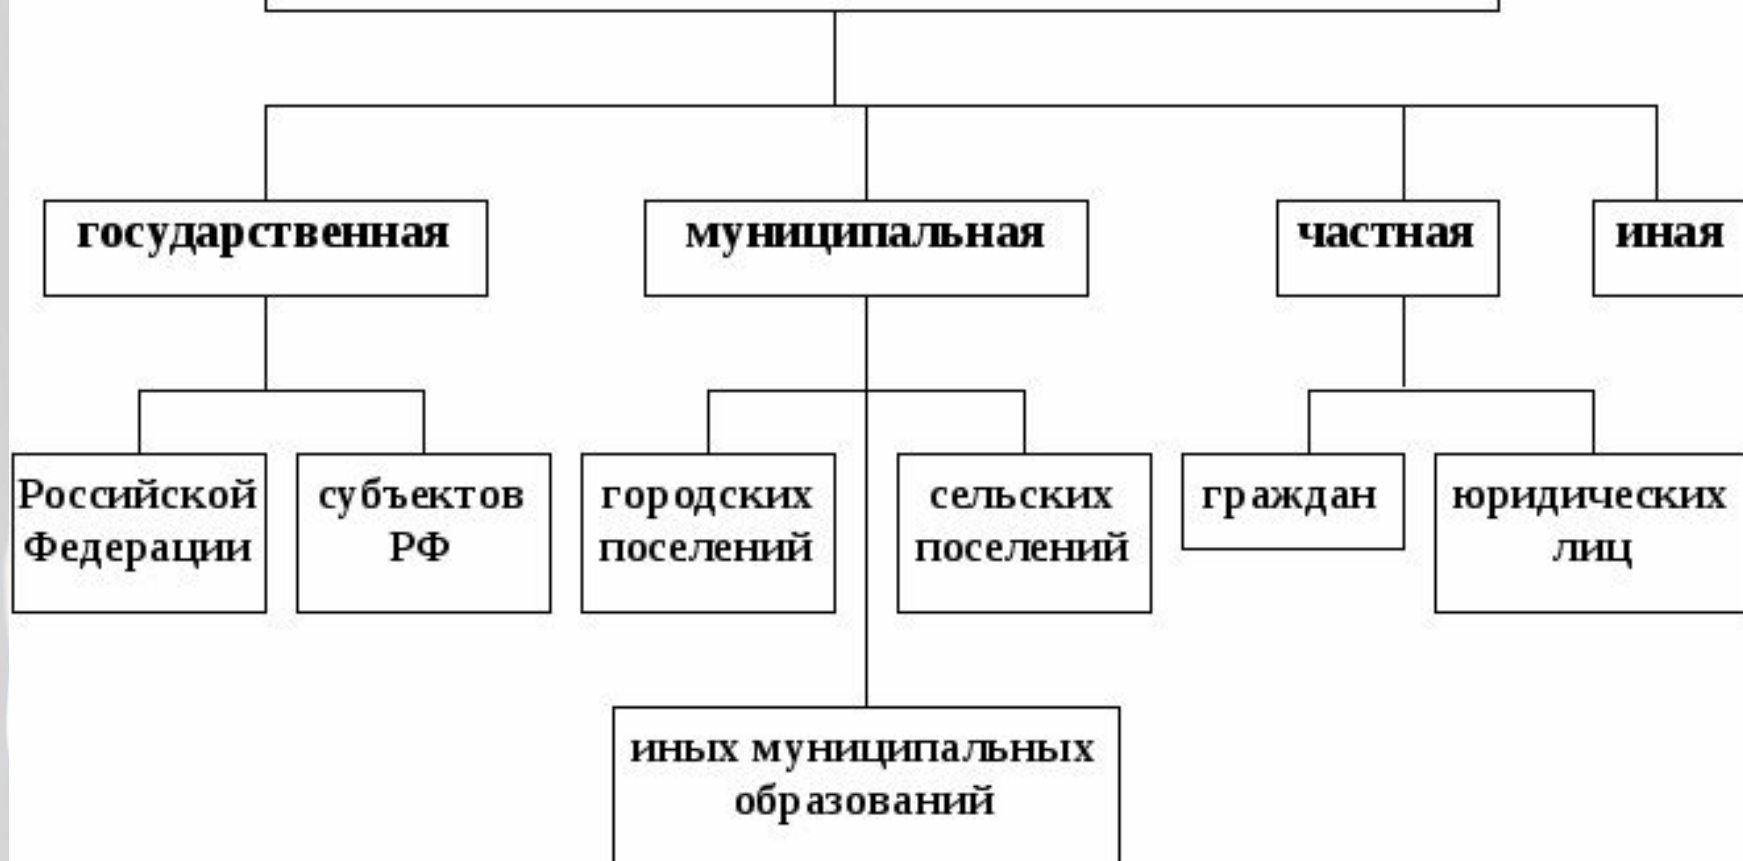 государственная
муниципальная
частная
иная
Российской
Федерации
субъектов
РФ
городских
поселений
сельских
поселений
граждан
юридических
лиц
иных муниципальных
образований